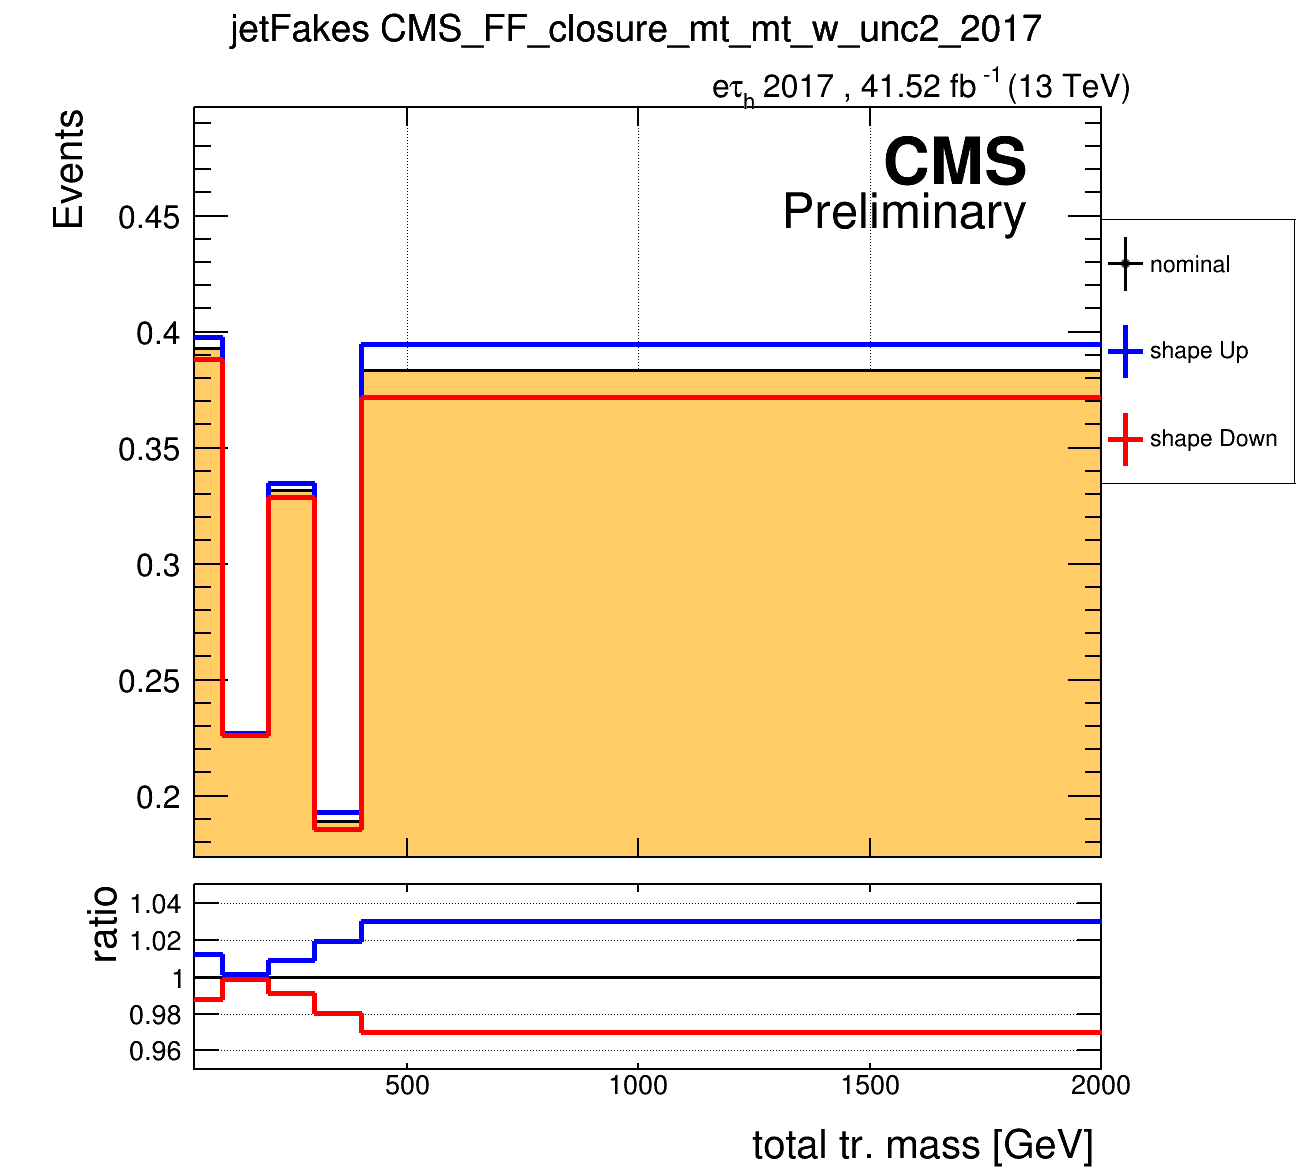 jetFakes CMS_FF_closure_mt_mt_w_unc2_2017
eτh 2017 , 41.52 fb -1 (13 TeV)
Events
CMS
Preliminary
0.45
0.4
0.35
0.3
0.25
0.2
nominal
shape Up
shape Down
ratio
1.04
1.02
1
0.98
0.96
500 1000 1500 2000
total tr. mass [GeV]